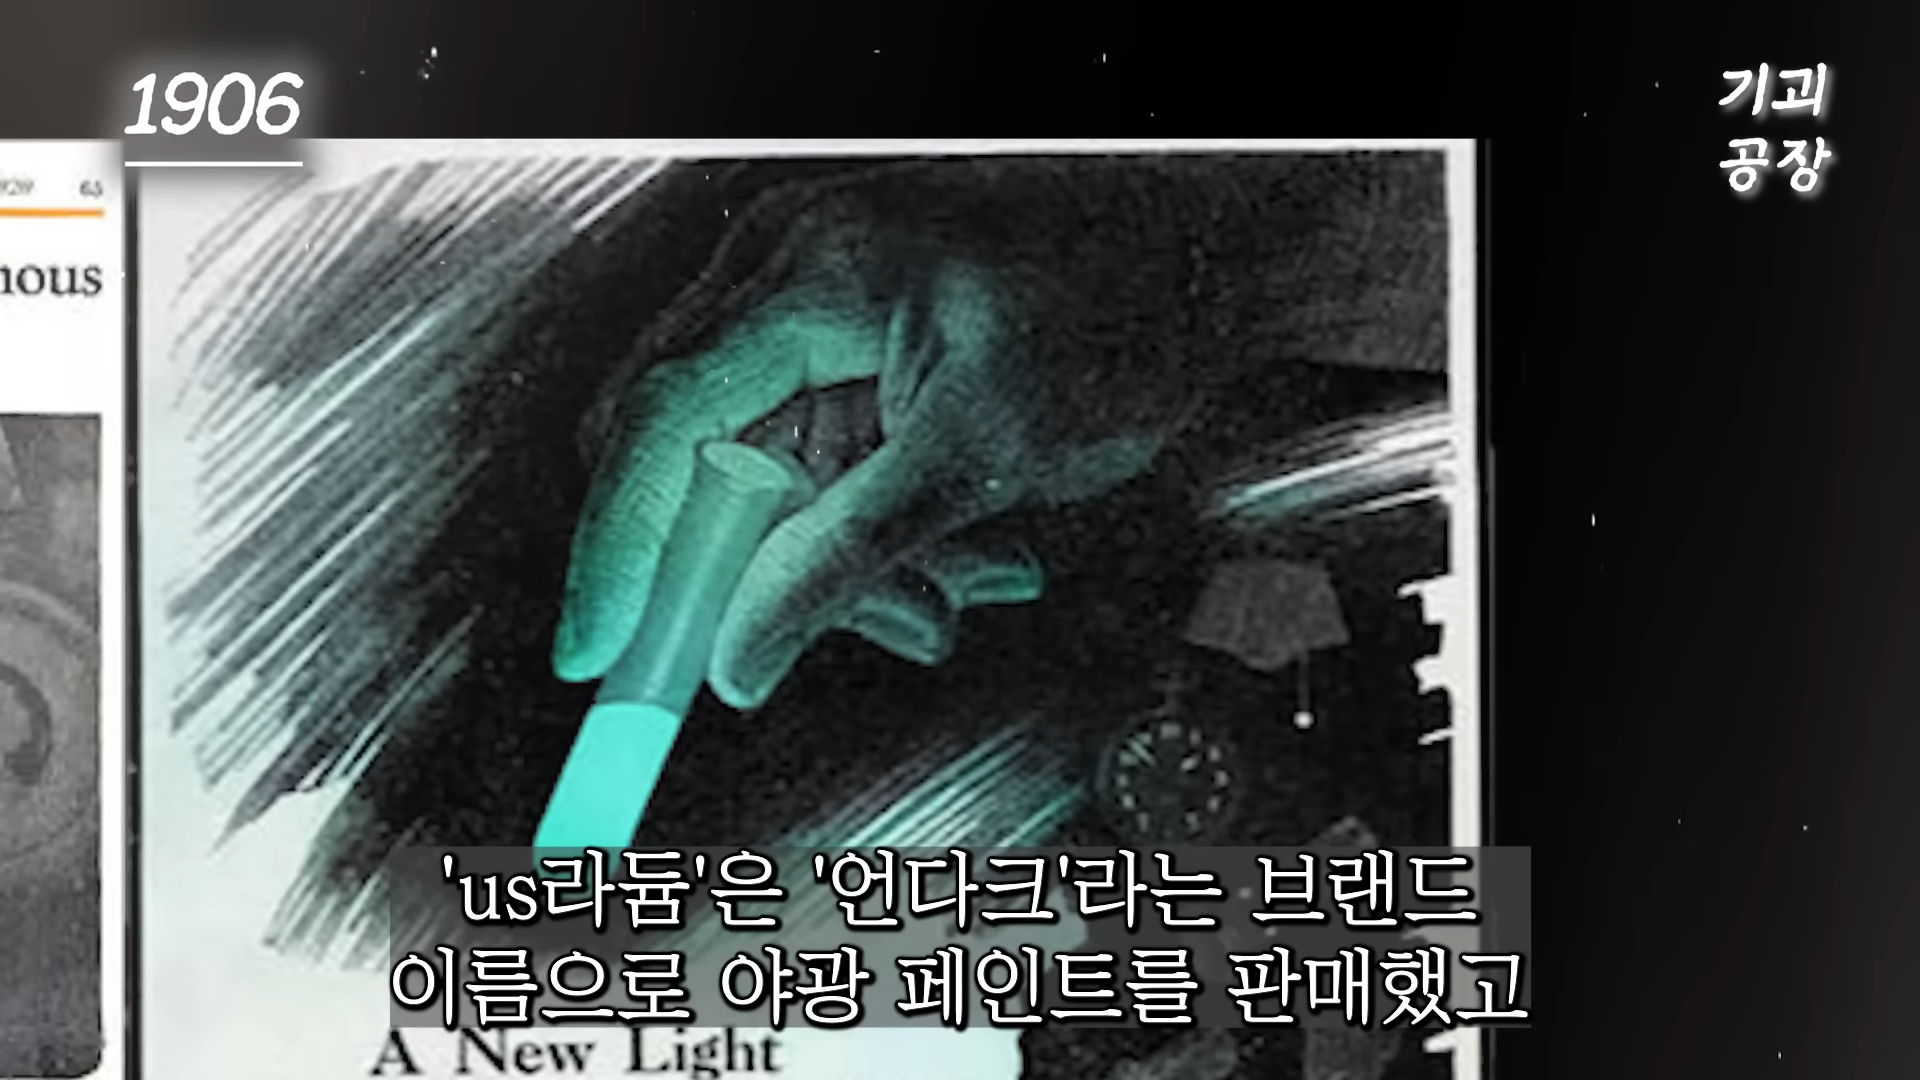 1906
기괴
공장
65
nous
'us라듐'은 '언다크'라는 브랜드
이름으로 야광 페인트를 판매했고
A New Light